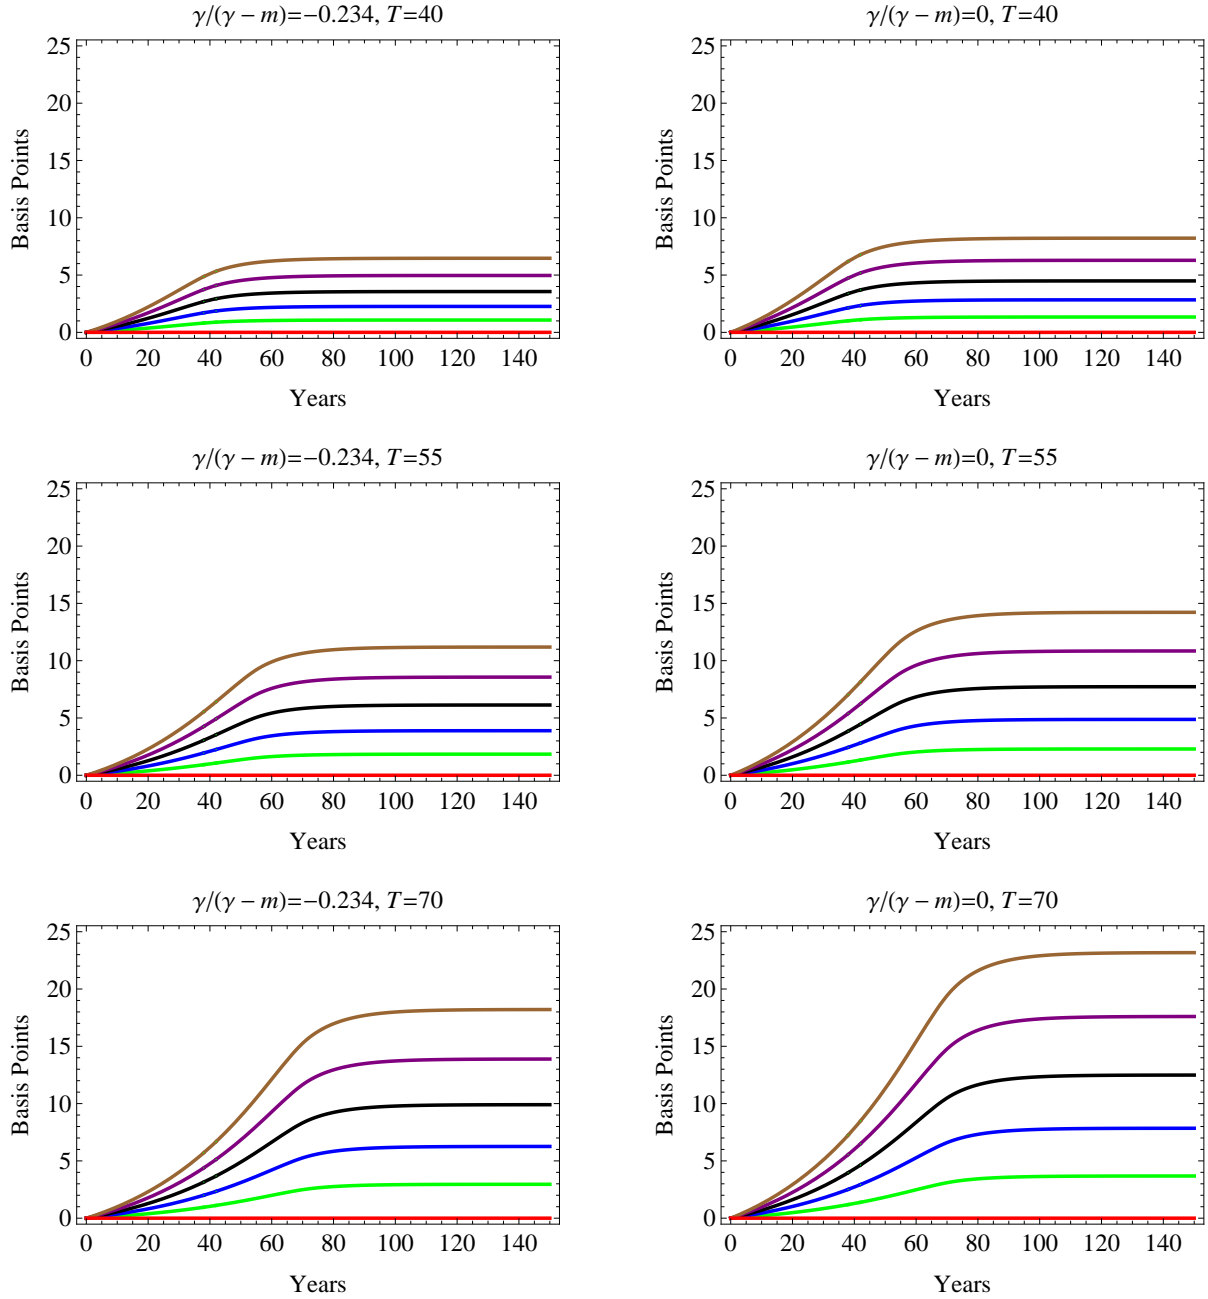 γ/(γ − m)=−0.234, T=40
25
20
15
10
5
0
Basis Points
0 20 40 60 80 100 120 140
Years
γ/(γ − m)=0, T=40
25
20
15
10
5
0
Basis Points
0 20 40 60 80 100 120 140
Years
γ/(γ − m)=−0.234, T=55
25
20
15
10
5
0
Basis Points
0 20 40 60 80 100 120 140
Years
γ/(γ − m)=0, T=55
25
20
15
10
5
0
Basis Points
0 20 40 60 80 100 120 140
Years
γ/(γ − m)=−0.234, T=70
25
20
15
10
5
0
Basis Points
0 20 40 60 80 100 120 140
Years
γ/(γ − m)=0, T=70
25
20
15
10
5
0
Basis Points
0 20 40 60 80 100 120 140
Years